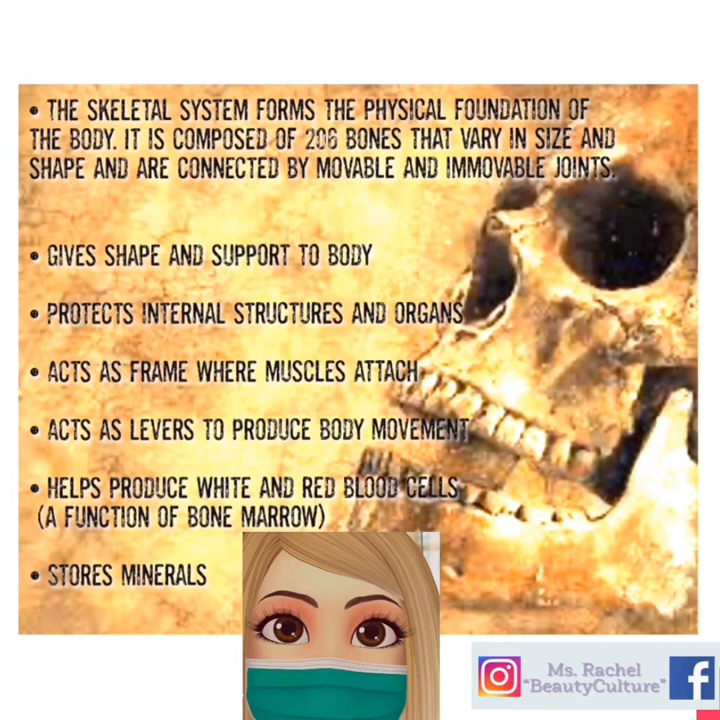 • THE SKELETAL SYSTEM FORMS THE PHYSICAL FOUNDATION OF
THE BODY. IT IS COMPOSED OF 206 BONES THAT VARY IN SIZE AND
SHAPE AND ARE CONNECTED BY MOVABLE AND IMMOVABLE JOINTS.
• GIVES SHAPE AND SUPPORT TO BODY
• PROTECTS INTERNAL STRUCTURES AND ORGANS
• ACTS AS FRAME WHERE MUSCLES ATTACH
• ACTS AS LEVERS TO PRODUCE BODY MOVEMENT
• HELPS PRODUCE WHITE AND RED BLOOD CELLS
(A FUNCTION OF BONE MARROW)
• STORES MINERALS
Ms. Rachel
"BeautyCulture"